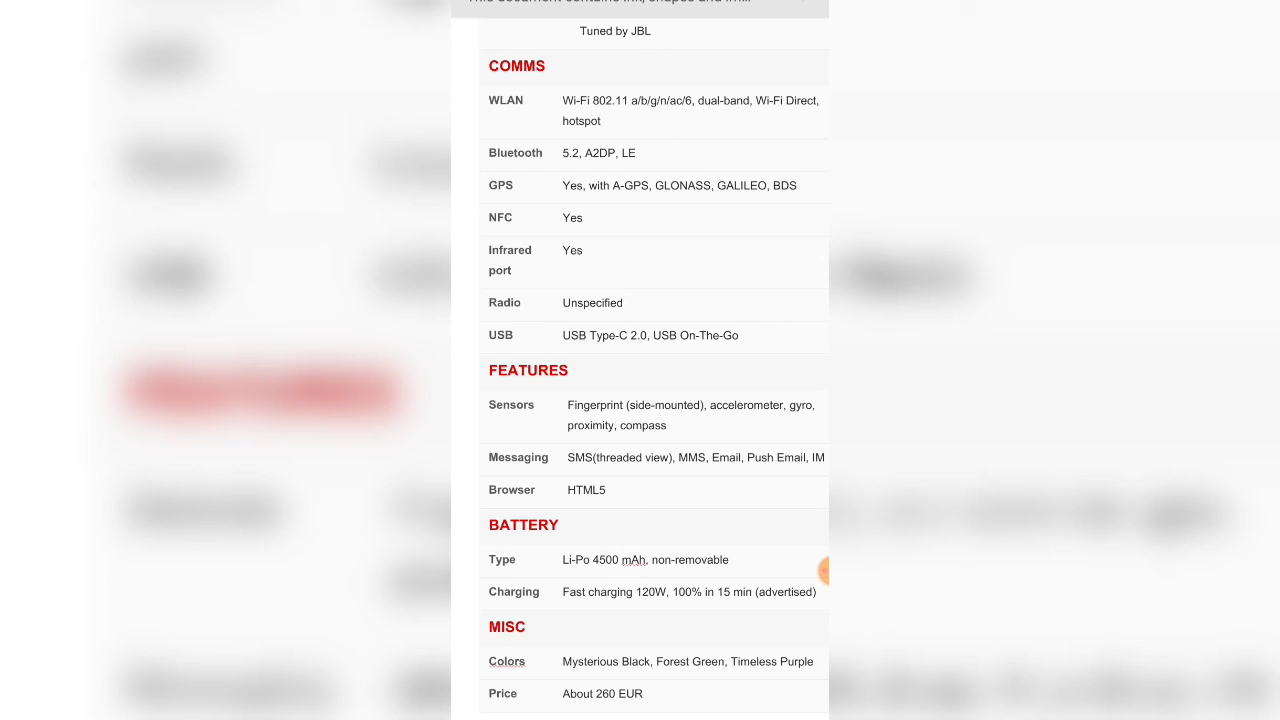 Tuned by JBL
COMMS
WLAN Wi-Fi 802.11 a/b/g/n/ac/6, dual-band, Wi-Fi Direct,
hotspot
Bluetooth 5.2, A2DP, LE
GPS Yes, with A-GPS, GLONASS, GALILEO, BDS
NFC Yes
Infrared Yes
port
Radio Unspecified
USB USB Type-C 2.0, USB On-The-Go
FEATURES
Sensors Fingerprint (side-mounted), accelerometer, gyro,
proximity, compass
Messaging SMS(threaded view), MMS, Email, Push Email, IM
Browser HTML5
BATTERY
Type Li-Po 4500 mAh, non-removable
Charging Fast charging 120W, 100% in 15 min (advertised)
MISC
Colors Mysterious Black, Forest Green, Timeless Purple
Price About 260 EUR